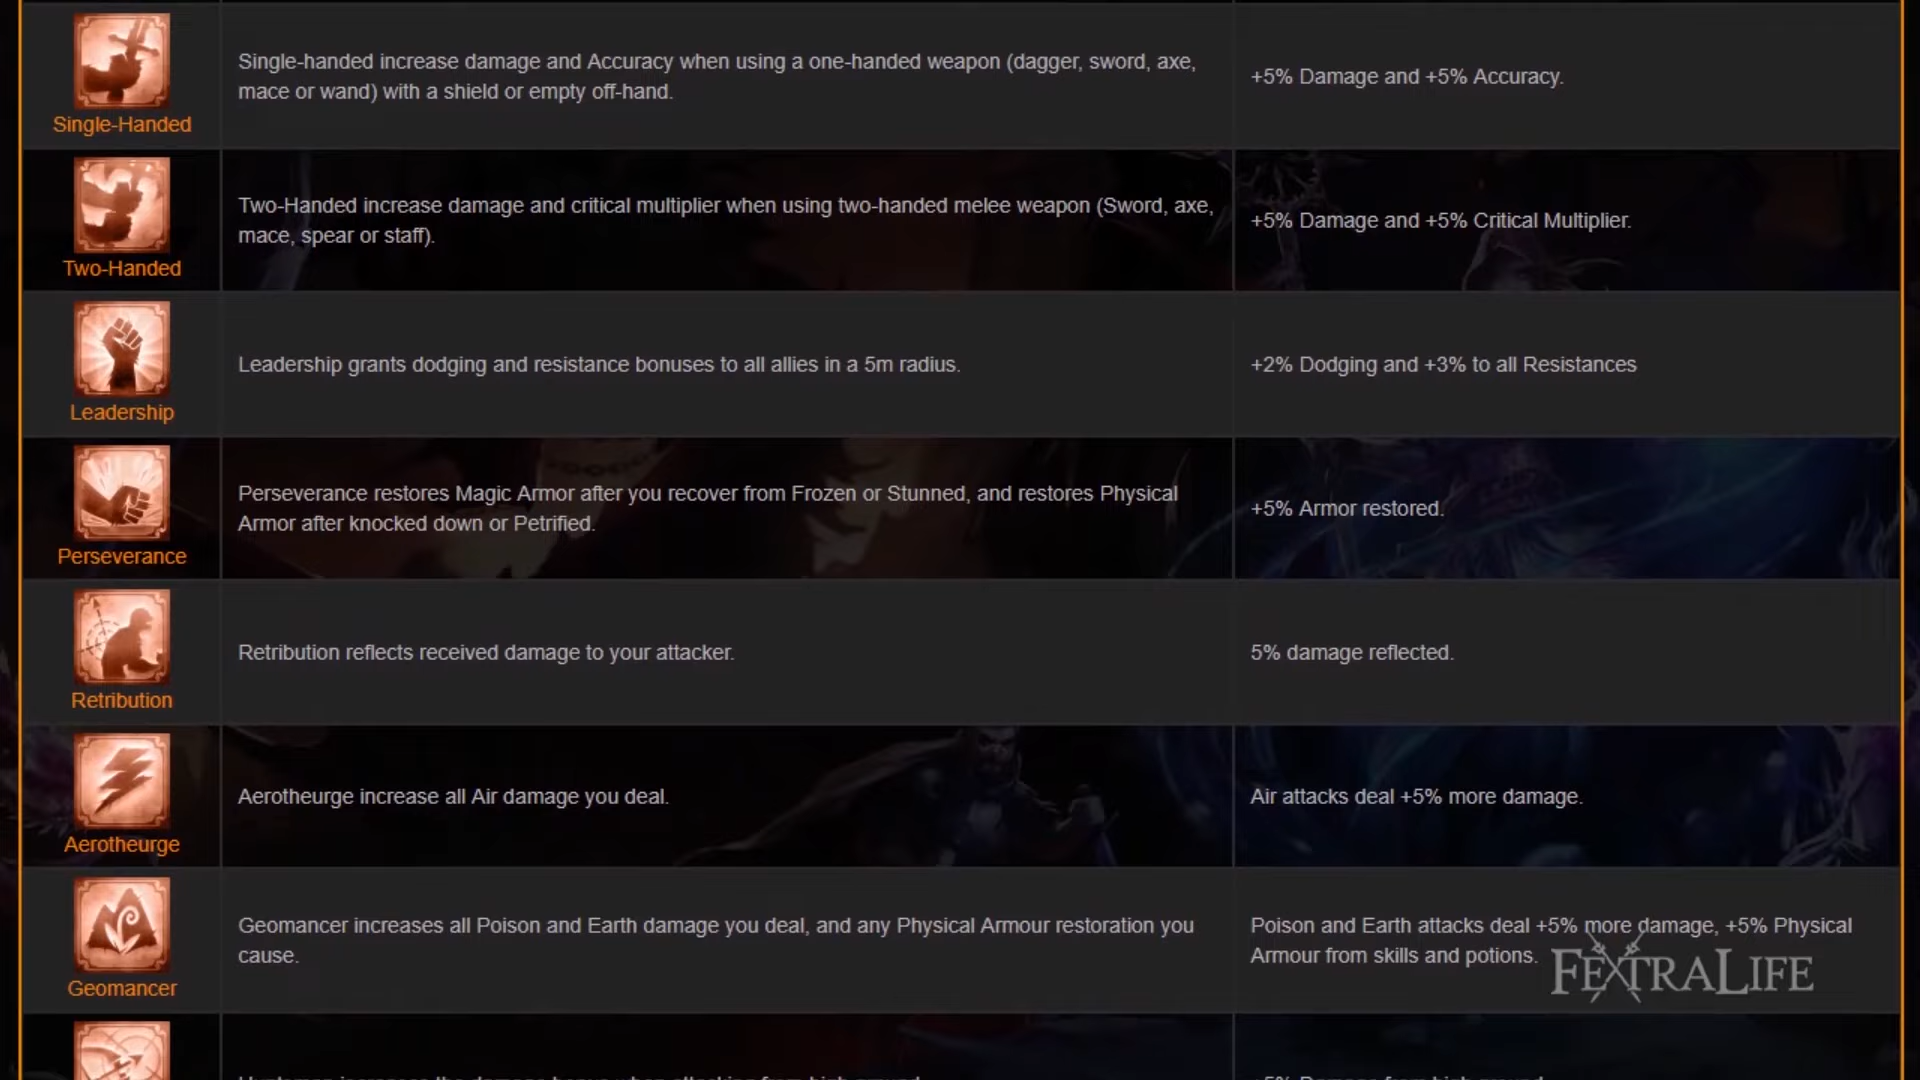 Single-handed increase damage and Accuracy when using a one-handed weapon (dagger, sword, axe,
mace or wand) with a shield or empty off-hand.
+5% Damage and +5% Accuracy.
Single-Handed
Two-Handed increase damage and critical multiplier when using two-handed melee weapon (Sword, axe,
mace, spear or staff).
+5% Damage and +5% Critical Multiplier.
Two-Handed
Leadership grants dodging and resistance bonuses to all allies in a 5m radius.
+2% Dodging and +3% to all Resistances
Leadership
Perseverance restores Magic Armor after you recover from Frozen or Stunned, and restores Physical
Armor after knocked down or Petrified.
+5% Armor restored.
Perseverance
Retribution reflects received damage to your attacker.
5% damage reflected.
Retribution
Aerotheurge increase all Air damage you deal.
Air attacks deal +5% more damage.
Aerotheurge
Geomancer increases all Poison and Earth damage you deal, and any Physical Armour restoration you
cause.
Poison and Earth attacks deal +5% more damage, +5% Physical
Armour from skills and potions.
Geomancer
FEXTRALIFE